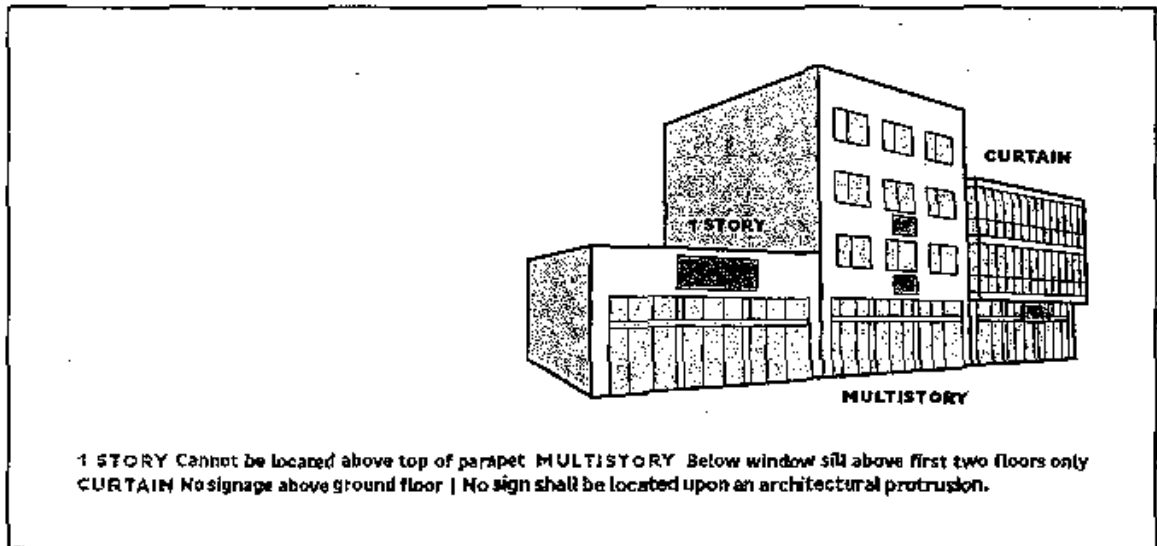 CURTAIN
1 STORY
MULTISTORY
1 STORY Cannot be located above top of parapet MULTISTORY Below window sill above first two floors only
CURTAIN No signage above ground floor | No sign shall be located upon an architectural protrusion.